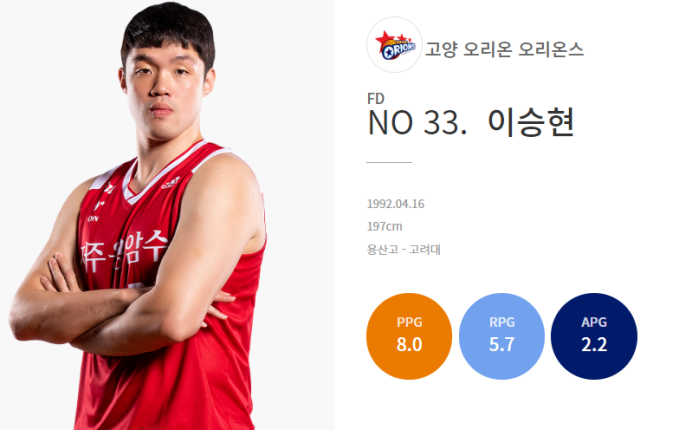 ORIONS
고양 오리온 오리온스
FD
NO 33. 이승현
1992.04.16
197cm
용산고 - 고려대
PPG
8.0
RPG
5.7
APG
2.2
ON